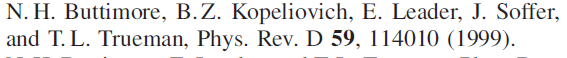 N. H. Buttimore, B. Z. Kopeliovich, E. Leader, J. Soffer,
and T. L. Trueman, Phys. Rev. D 59, 114010 (1999).